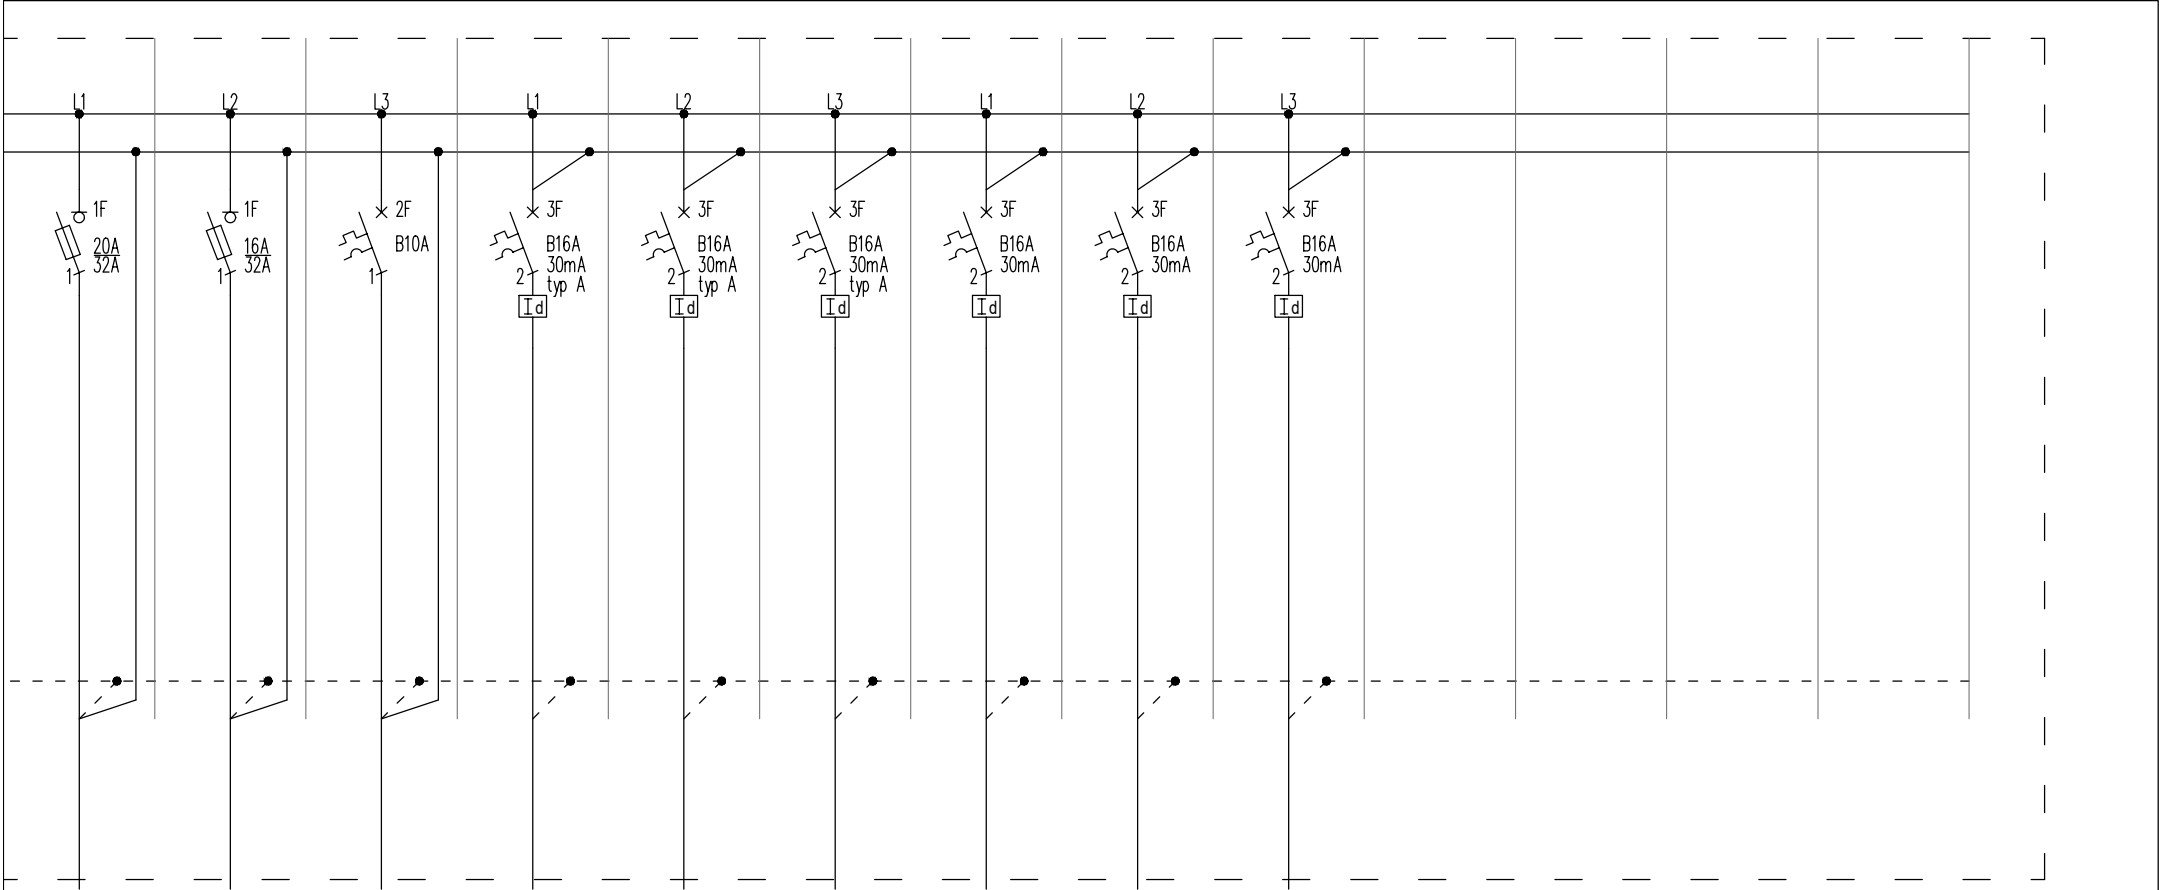 L1 L2 L3 L1 L2 L3 L1 L2 L3
1F 1F 2F 3F 3F 3F 3F 3F 3F
20A 16A B10A B16A B16A B16A B16A B16A B16A
32A 32A 30mA 30mA 30mA 30mA 30mA 30mA
1 1 1 2 2 2 2 2 2
typ A typ A typ A
Id Id Id Id Id Id